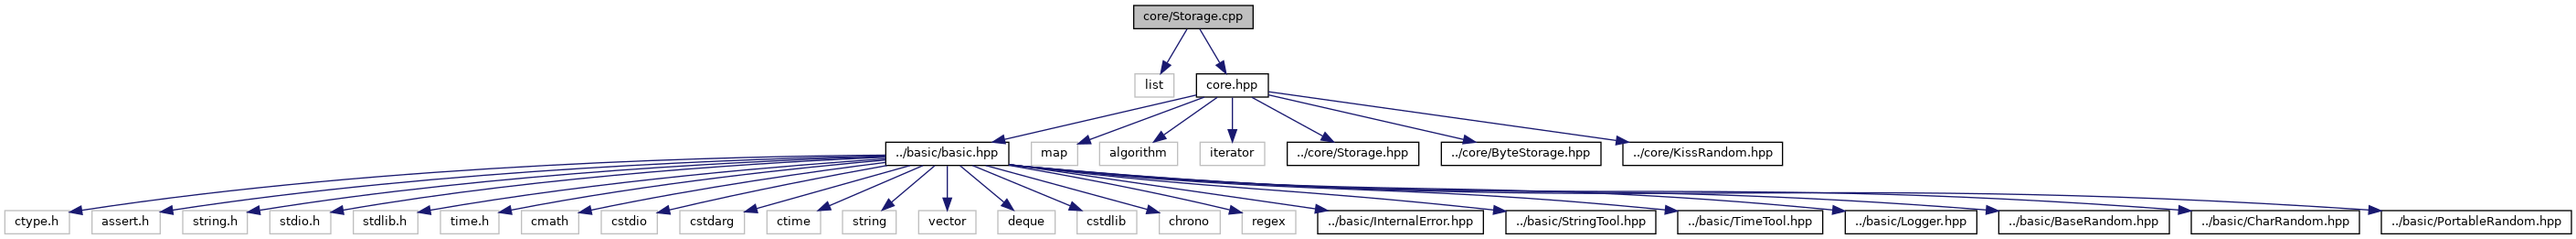 core/Storage.cpp
list
core.hpp
../basic/basic.hpp
map
algorithm
iterator
../core/Storage.hpp
../core/ByteStorage.hpp
../core/KissRandom.hpp
ctype.h
assert.h
string.h
stdio.h
stdlib.h
time.h
cmath
cstdio
cstdarg
ctime
string
vector
deque
cstdlib
chrono
regex
../basic/InternalError.hpp
../basic/StringTool.hpp
../basic/TimeTool.hpp
../basic/Logger.hpp
../basic/BaseRandom.hpp
../basic/CharRandom.hpp
../basic/PortableRandom.hpp